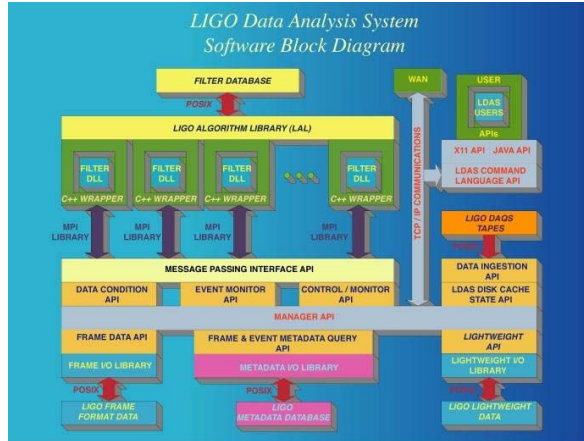 LIGO Data Analysis System
Software Block Diagram
FILTER DATABASE
WAN
USER
LDAS
USERS
APIs
POSIX
LIGO ALGORITHM LIBRARY (LAL)
X11 API JAVA API
LDAS COMMAND
LANGUAGE API
FILTER
DLL
FILTER
DLL
FILTER
DLL
FILTER
DLL
C++ WRAPPER
C++ WRAPPER
C++ WRAPPER
C++ WRAPPER
TCP / IP COMMUNICATIONS
MPI
LIBRARY
MPI
LIBRARY
MPI
LIBRARY
MPI
LIBRARY
LIGO DAQS
TAPES
POSIX
MESSAGE PASSING INTERFACE API
DATA INGESTION
API
DATA CONDITION
API
EVENT MONITOR
API
CONTROL / MONITOR
API
LDAS DISK CACHE
STATE API
MANAGER API
FRAME DATA API
FRAME & EVENT METADATA QUERY
API
LIGHTWEIGHT
API
FRAME I/O LIBRARY
METADATA I/O LIBRARY
LIGHTWEIGHT I/O
LIBRARY
POSIX
POSIX
POSIX
LIGO FRAME
FORMAT DATA
LIGO
METADATA DATABASE
LIGO LIGHTWEIGHT
DATA